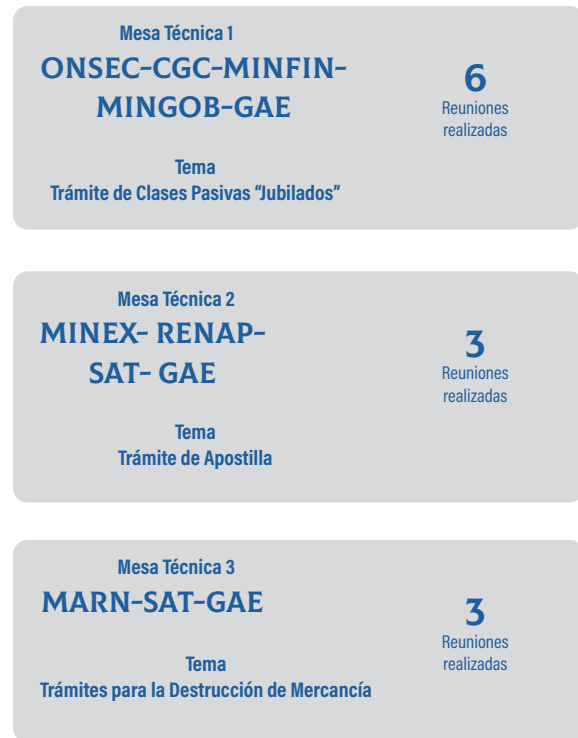 Mesa Técnica 1
ONSEC-CGC-MINFIN-
MINGOB-GAE
Tema
Trámite de Clases Pasivas “Jubilados”
6
Reuniones
realizadas
Mesa Técnica 2
MINEX- RENAP-
SAT- GAE
Tema
Trámite de Apostilla
3
Reuniones
realizadas
Mesa Técnica 3
MARN-SAT-GAE
Tema
Trámites para la Destrucción de Mercancía
3
Reuniones
realizadas